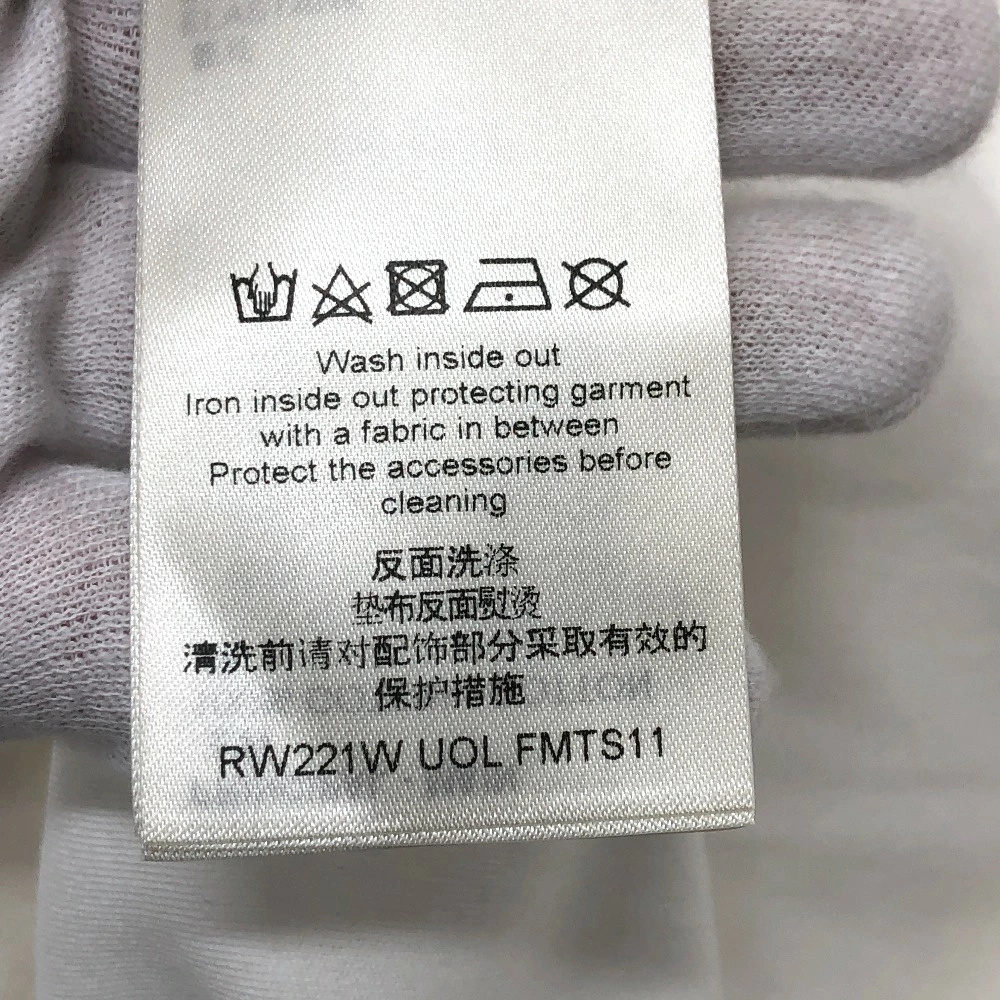 Wash inside out
Iron inside out protecting garment
with a fabric in between
Protect the accessories before
cleaning
反面洗涤
垫布反面熨烫
清洗前请对配饰部分采取有效的
保护措施
RW221W UOL FMTS11